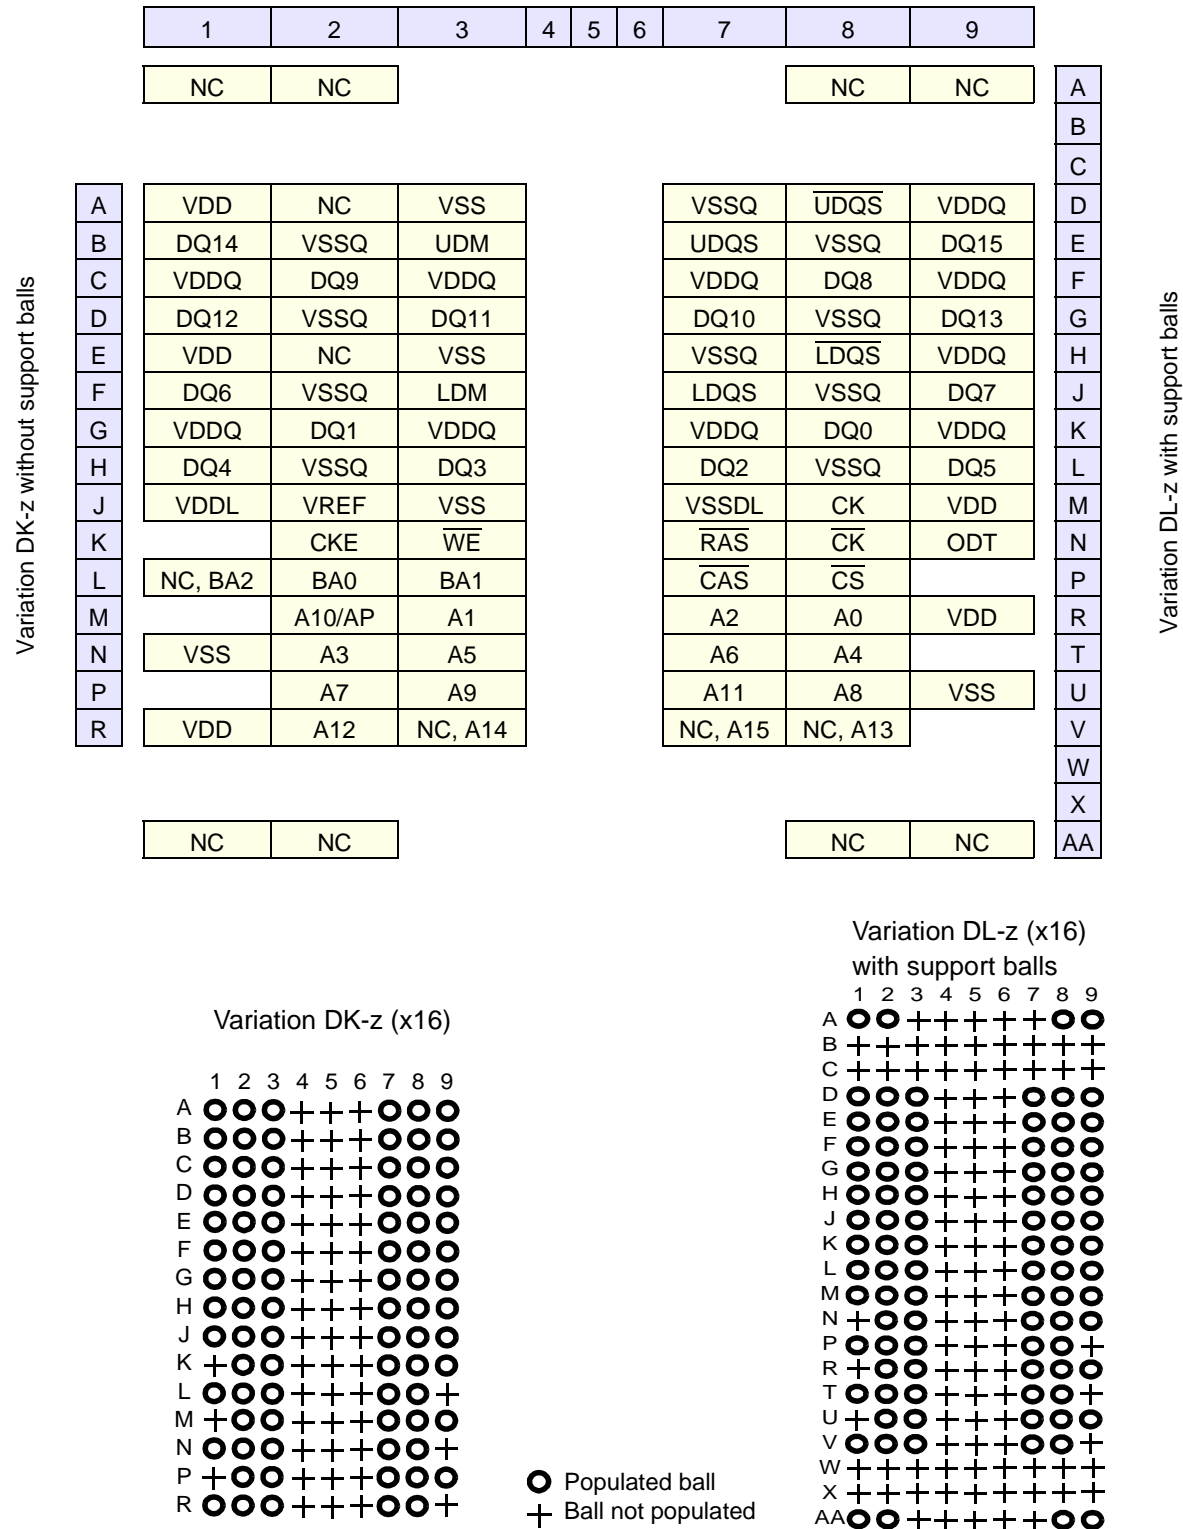 1 2 3 4 5 6 7 8 9
NC NC NC NC A
B
C
A VDD NC VSS VSSQ UDQS VDDQ D
B DQ14 VSSQ UDM UDQS VSSQ DQ15 E
C VDDQ DQ9 VDDQ VDDQ DQ8 VDDQ F
D DQ12 VSSQ DQ11 DQ10 VSSQ DQ13 G
E VDD NC VSS VSSQ LDQS VDDQ H
F DQ6 VSSQ LDM LDQS VSSQ DQ7 J
G VDDQ DQ1 VDDQ VDDQ DQ0 VDDQ K
H DQ4 VSSQ DQ3 DQ2 VSSQ DQ5 L
J VDDL VREF VSS VSSDL CK VDD M
K CKE WE RAS CK ODT N
L NC, BA2 BA0 BA1 CAS CS P
M A10/AP A1 A2 A0 VDD R
N VSS A3 A5 A6 A4 T
P A7 A9 A11 A8 VSS U
R VDD A12 NC, A14 NC, A15 NC, A13 V
W
X
NC NC NC NC AA
Variation DK-z without support balls
Variation DL-z with support balls
Variation DK-z (x16)
1 2 3 4 5 6 7 8 9
A
B
C
D
E
F
G
H
J
K
L
M
N
P
R
Populated ball
Ball not populated
Variation DL-z (x16)
with support balls
1 2 3 4 5 6 7 8 9
A
B
C
D
E
F
G
H
J
K
L
M
N
P
R
T
U
V
W
X
AA